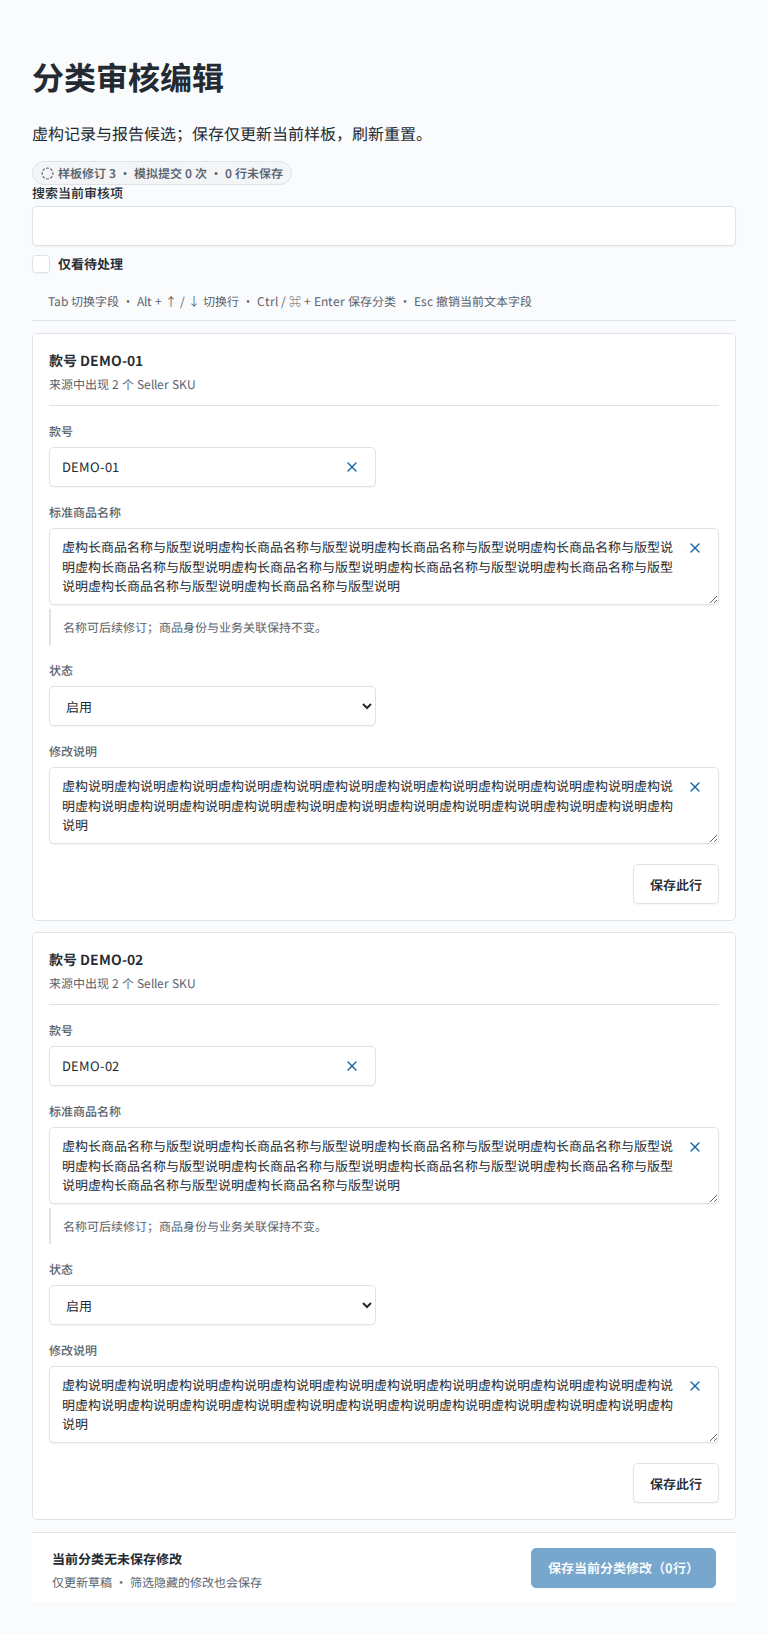 分类审核编辑
虚构记录与报告候选；保存仅更新当前样板，刷新重置。
样板修订 3 • 模拟提交 0 次 • 0 行未保存
搜索当前审核项
仅看待处理
Tab 切换字段 • Alt + ↑ / ↓ 切换行 • Ctrl / ⌘ + Enter 保存分类 • Esc 撤销当前文本字段
款号 DEMO-01
来源中出现 2 个 Seller SKU
款号
DEMO-01
标准商品名称
虚构长商品名称与版型说明虚构长商品名称与版型说明虚构长商品名称与版型说明虚构长商品名称与版型说
明虚构长商品名称与版型说明虚构长商品名称与版型说明虚构长商品名称与版型说明虚构长商品名称与版型
说明虚构长商品名称与版型说明虚构长商品名称与版型说明
名称可后续修订；商品身份与业务关联保持不变。
状态
启用
修改说明
虚构说明虚构说明虚构说明虚构说明虚构说明虚构说明虚构说明虚构说明虚构说明虚构说明虚构说明虚构说
明虚构说明虚构说明虚构说明虚构说明虚构说明虚构说明虚构说明虚构说明虚构说明虚构说明虚构说明虚构
说明
保存此行
款号 DEMO-02
来源中出现 2 个 Seller SKU
款号
DEMO-02
标准商品名称
虚构长商品名称与版型说明虚构长商品名称与版型说明虚构长商品名称与版型说明虚构长商品名称与版型说
明虚构长商品名称与版型说明虚构长商品名称与版型说明虚构长商品名称与版型说明虚构长商品名称与版型
说明虚构长商品名称与版型说明虚构长商品名称与版型说明
名称可后续修订；商品身份与业务关联保持不变。
状态
启用
修改说明
虚构说明虚构说明虚构说明虚构说明虚构说明虚构说明虚构说明虚构说明虚构说明虚构说明虚构说明虚构说
明虚构说明虚构说明虚构说明虚构说明虚构说明虚构说明虚构说明虚构说明虚构说明虚构说明虚构说明虚构
说明
保存此行
当前分类无未保存修改
保存当前分类修改（0行）
仅更新草稿 • 筛选隐藏的修改也会保存